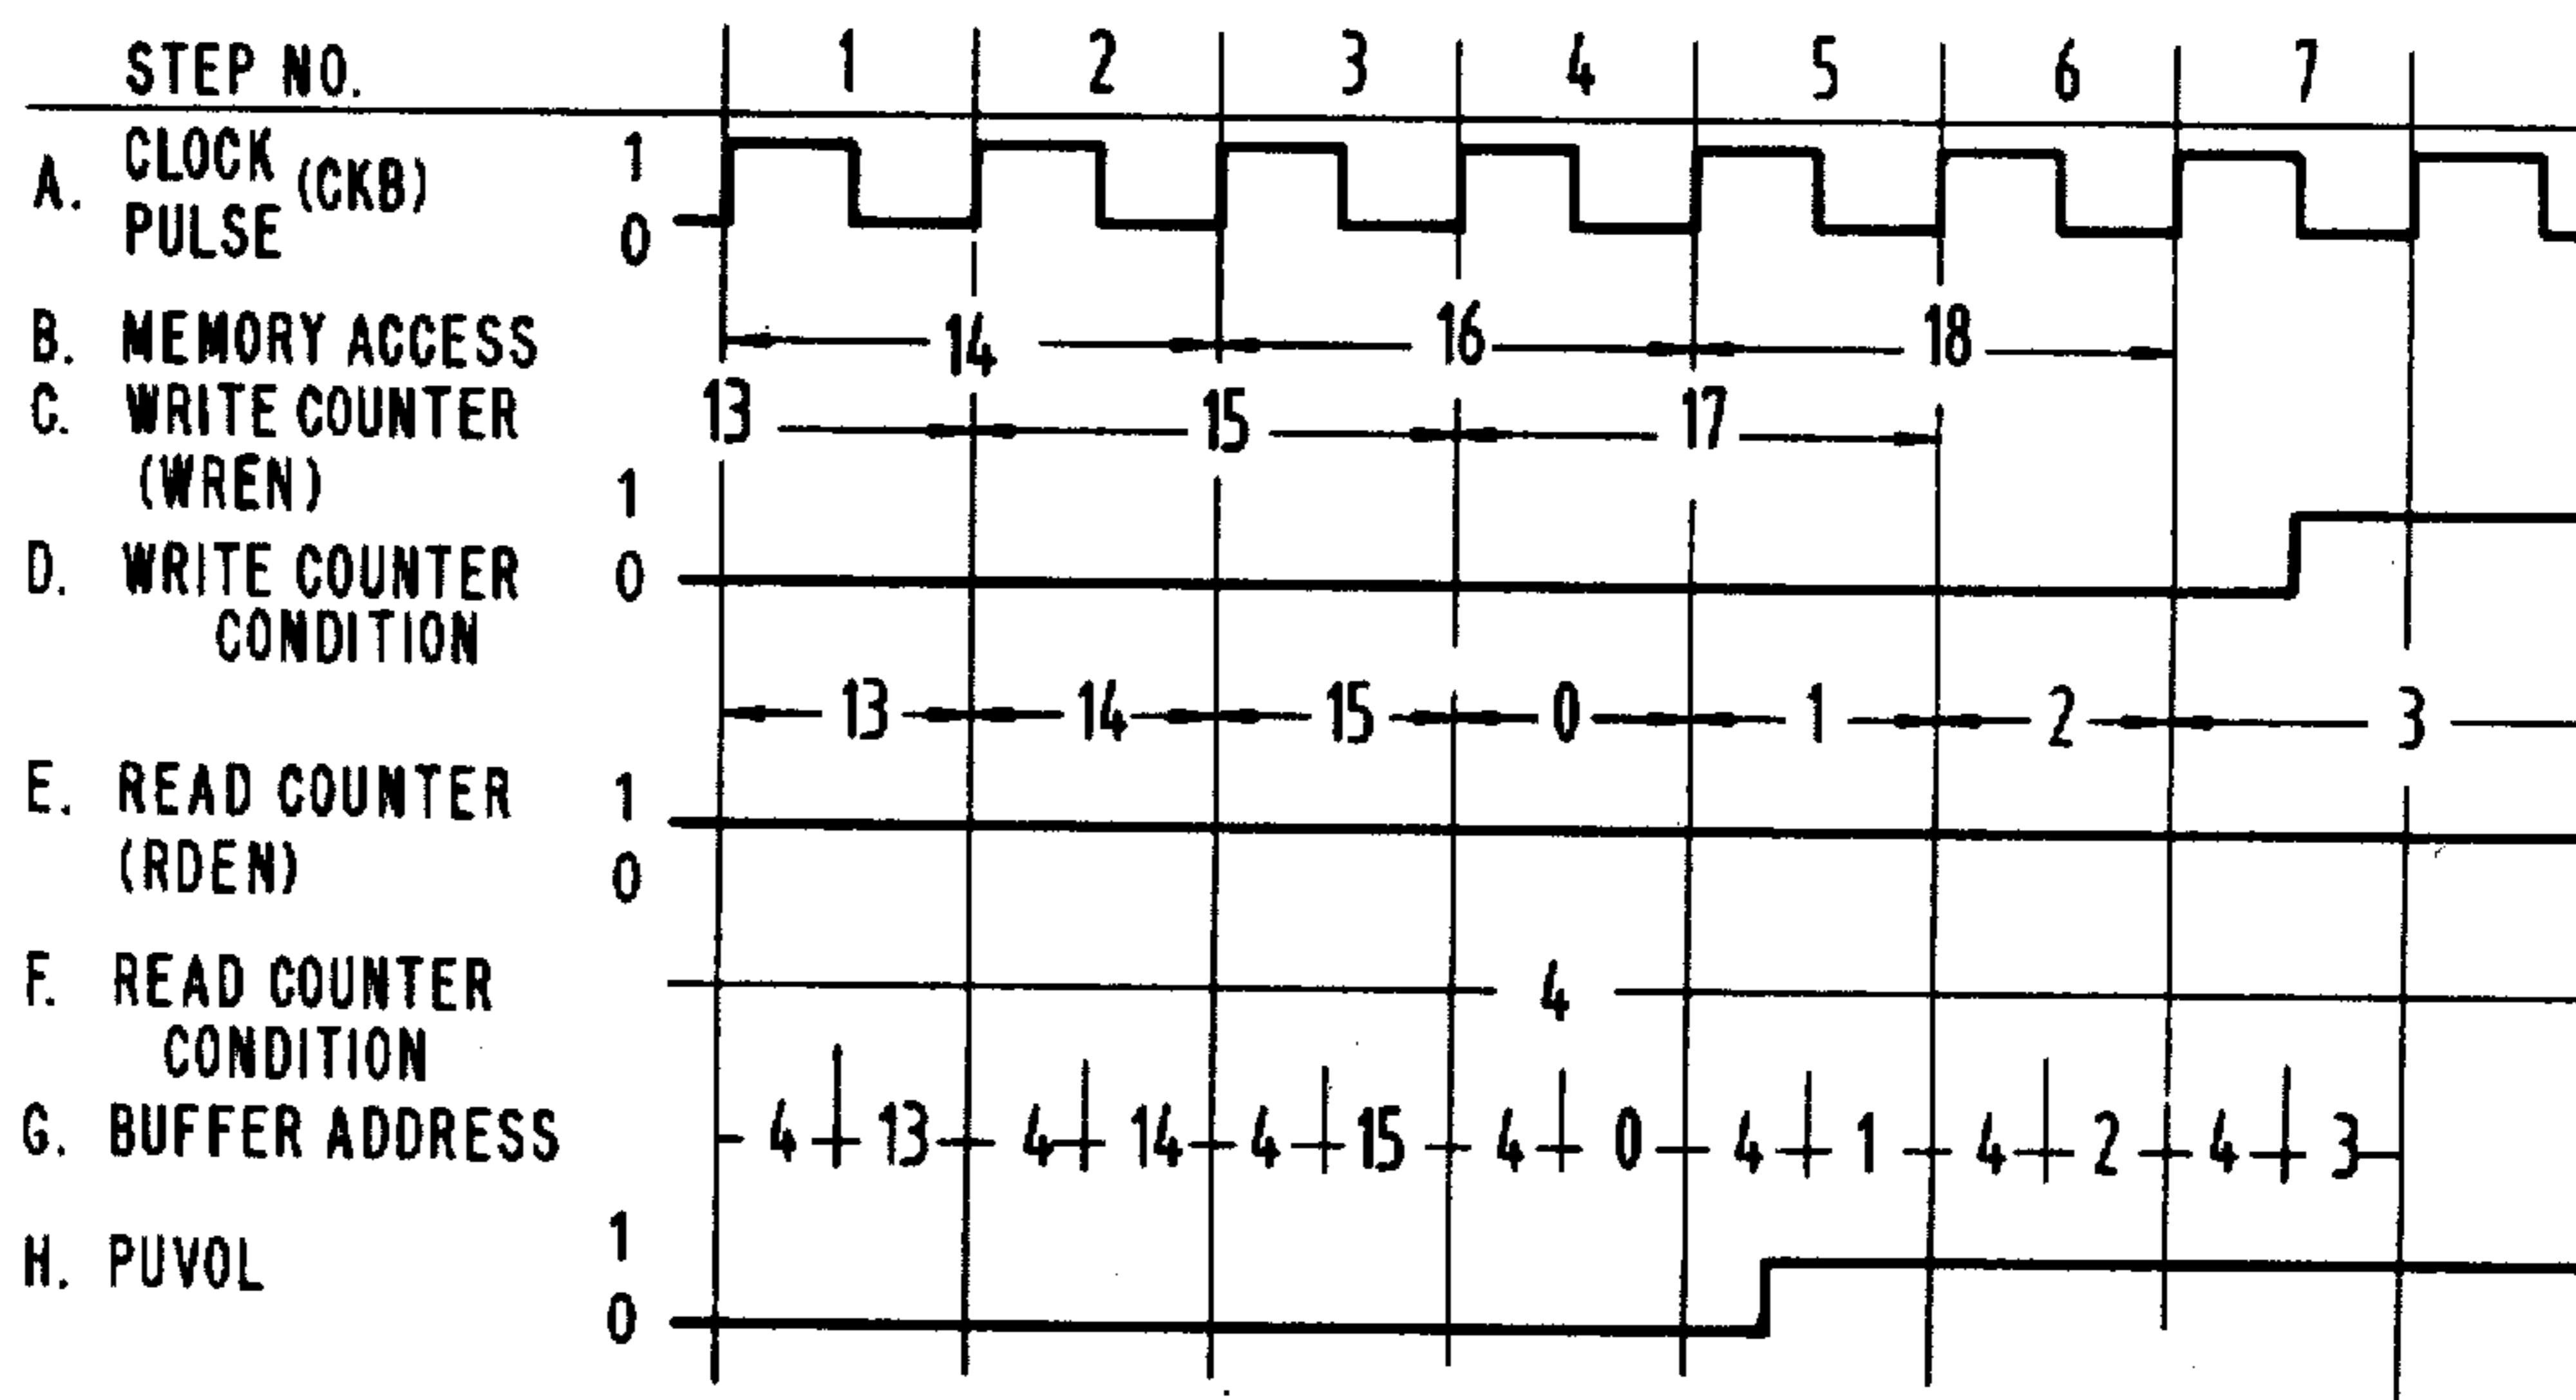 STEP NO. 1 2 3 4 5 6 7
A. CLOCK PULSE (CKB) 1 0
B. MEMORY ACCESS 14 16 18
C. WRITE COUNTER 13 15 17
(WREN) 1
D. WRITE COUNTER 0
CONDITION
13 14 15 0 1 2 3
E. READ COUNTER 1
(RDEN) 0
F. READ COUNTER 4
CONDITION
G. BUFFER ADDRESS 4 13 4 14 4 15 4 0 4 1 4 2 4 3
H. PUVOL 1 0